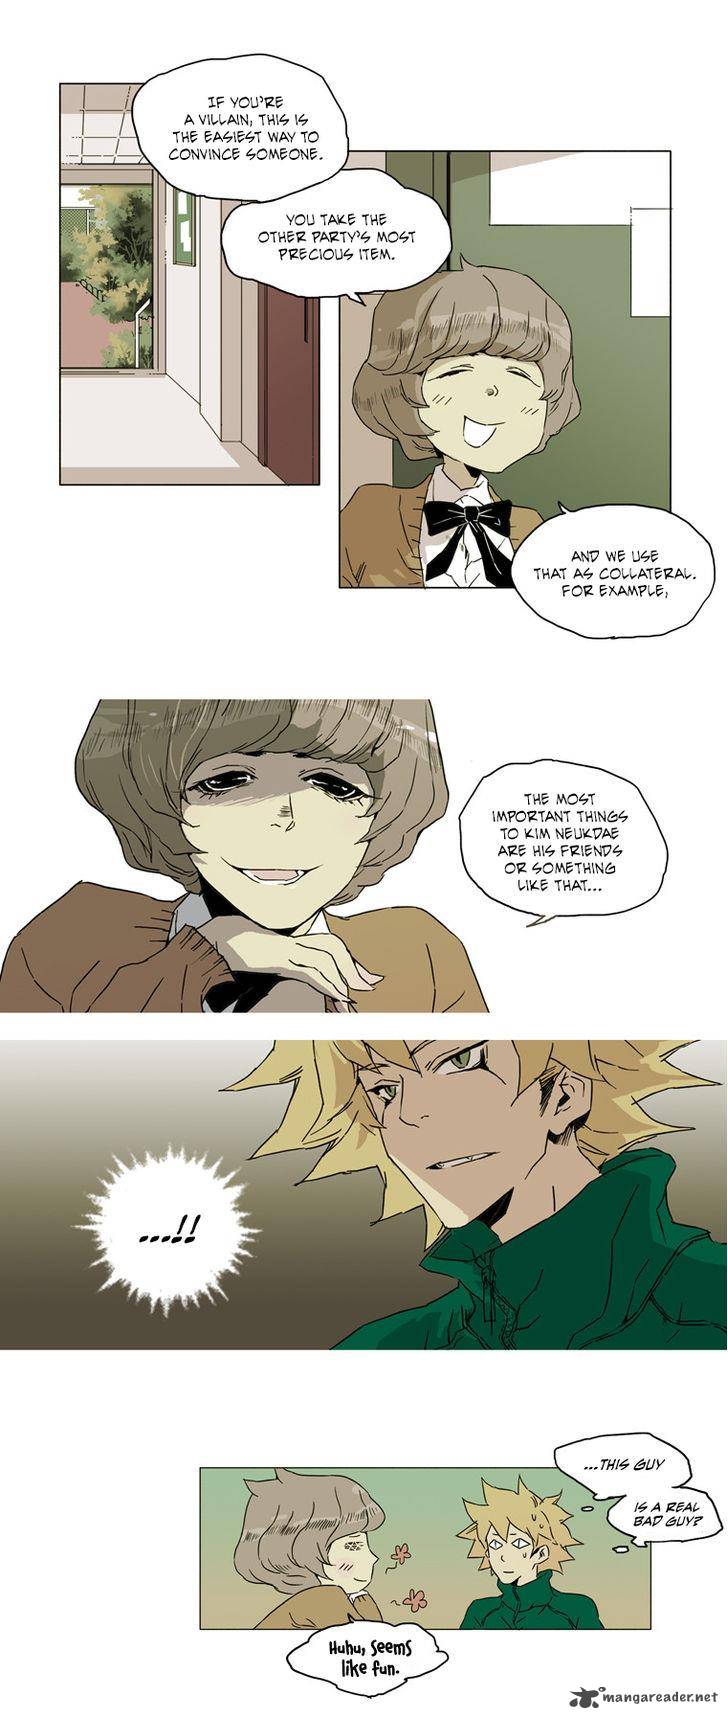 IF YOU'RE
A VILLAIN, THIS IS
THE EASIEST WAY TO
CONVINCE SOMEONE.
YOU TAKE THE
OTHER PARTY'S MOST
PRECIOUS ITEM.
AND WE USE
THAT AS COLLATERAL.
FOR EXAMPLE,
THE MOST
IMPORTANT THINGS
TO KIM NEUKDAE
ARE HIS FRIENDS
OR SOMETHING
LIKE THAT...
...!!
...THIS GUY
IS A REAL
BAD GUY?
Huhu, seems
like fun.
mangareader.net